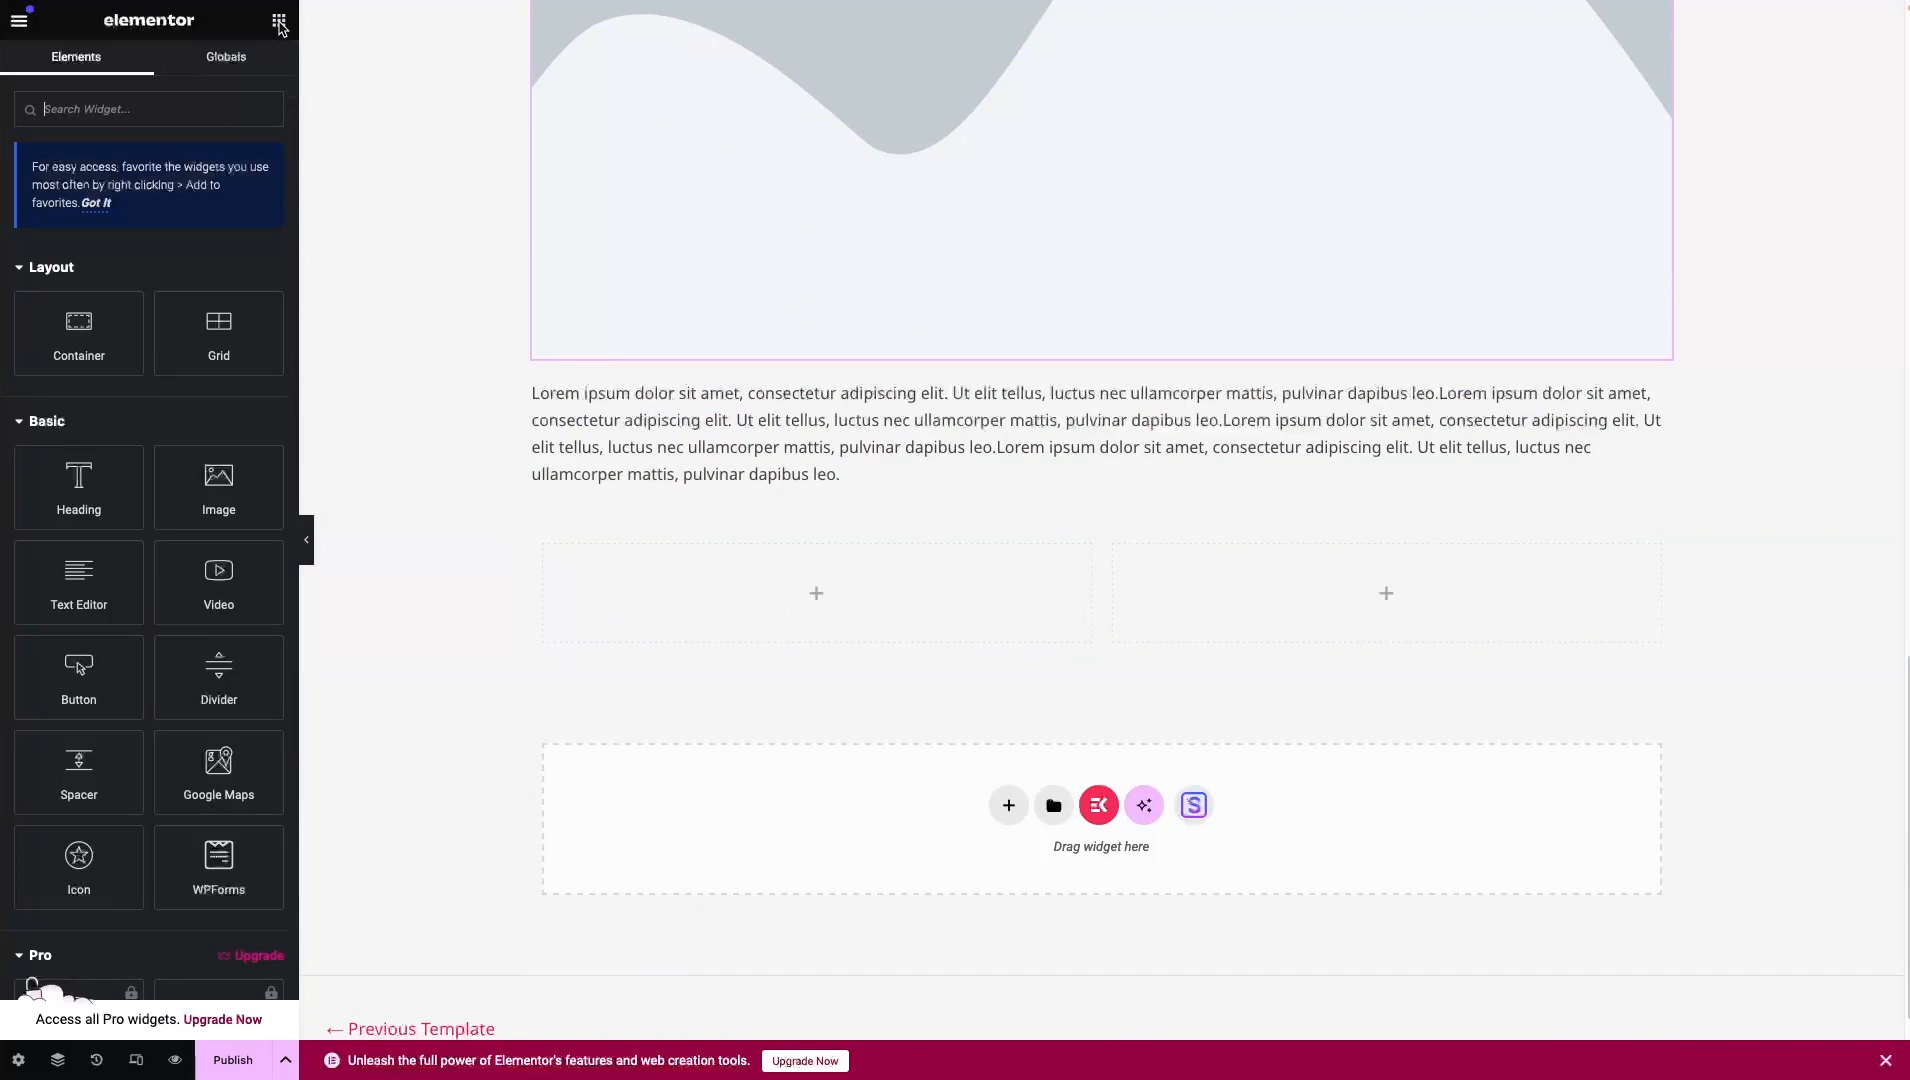 elementor
Elements
Globals
Search Widget...
For easy access, favorite the widgets you use
most often by right clicking > Add to
favorites. Got It
Layout
Container
Grid
Basic
Heading
Image
Text Editor
Video
Button
Divider
Spacer
Google Maps
Icon
WPForms
Pro
Upgrade
Access all Pro widgets. Upgrade Now
Publish
Lorem ipsum dolor sit amet, consectetur adipiscing elit. Ut elit tellus, luctus nec ullamcorper mattis, pulvinar dapibus leo.Lorem ipsum dolor sit amet,
consectetur adipiscing elit. Ut elit tellus, luctus nec ullamcorper mattis, pulvinar dapibus leo.Lorem ipsum dolor sit amet, consectetur adipiscing elit. Ut
elit tellus, luctus nec ullamcorper mattis, pulvinar dapibus leo.Lorem ipsum dolor sit amet, consectetur adipiscing elit. Ut elit tellus, luctus nec
ullamcorper mattis, pulvinar dapibus leo.
Drag widget here
← Previous Template
Unleash the full power of Elementor's features and web creation tools.
Upgrade Now